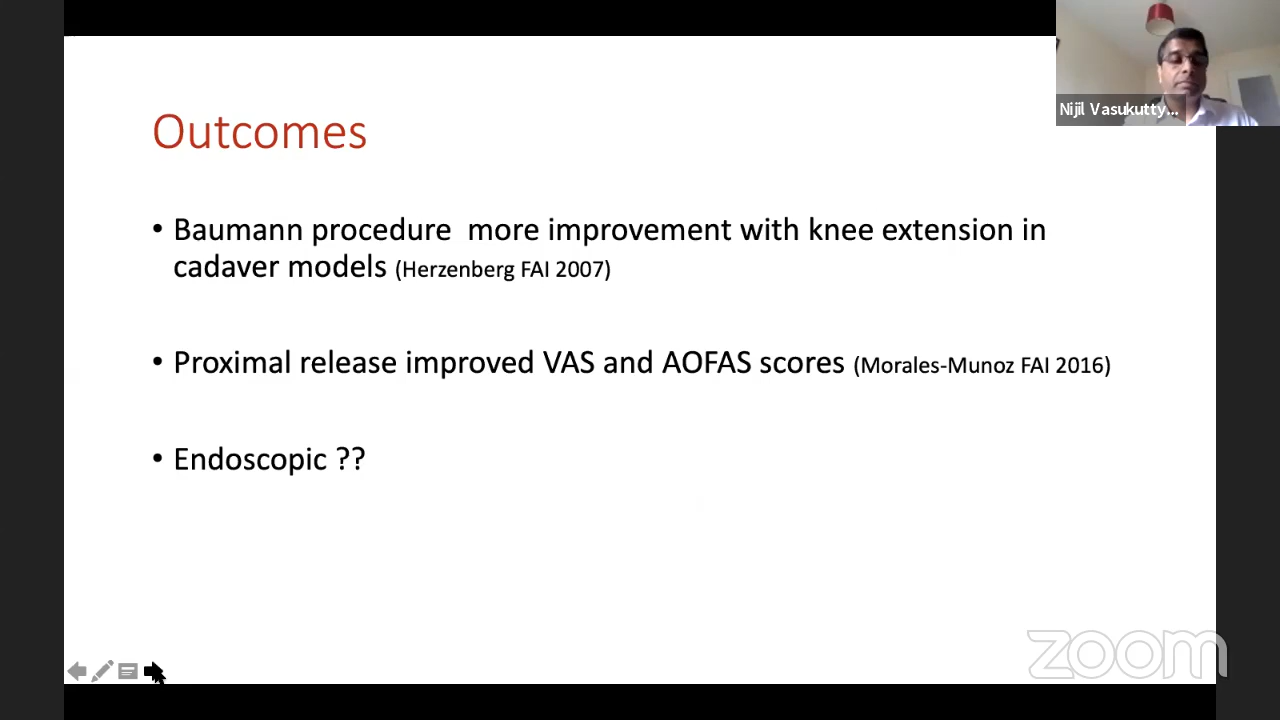 Nijil Vasukutty...
Outcomes
• Baumann procedure  more improvement with knee extension in
cadaver models (Herzenberg FAI 2007)
• Proximal release improved VAS and AOFAS scores (Morales-Munoz FAI 2016)
• Endoscopic ??
zoom